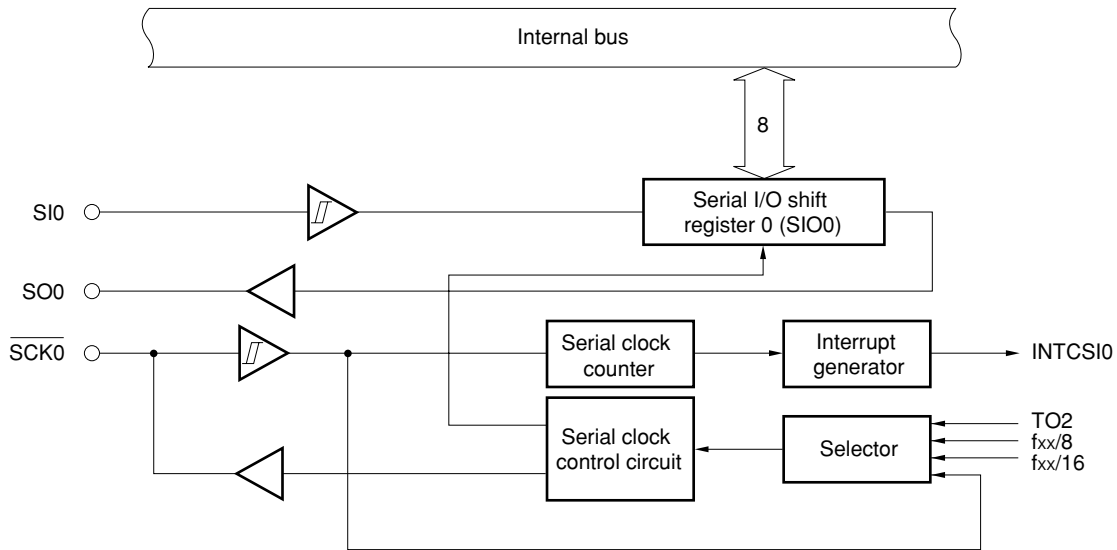 Internal bus
8
SI0
Serial I/O shift
register 0 (SIO0)
SO0
SCK0
Serial clock
counter
Interrupt
generator
INTCSI0
Serial clock
control circuit
Selector
TO2
fxx/8
fxx/16